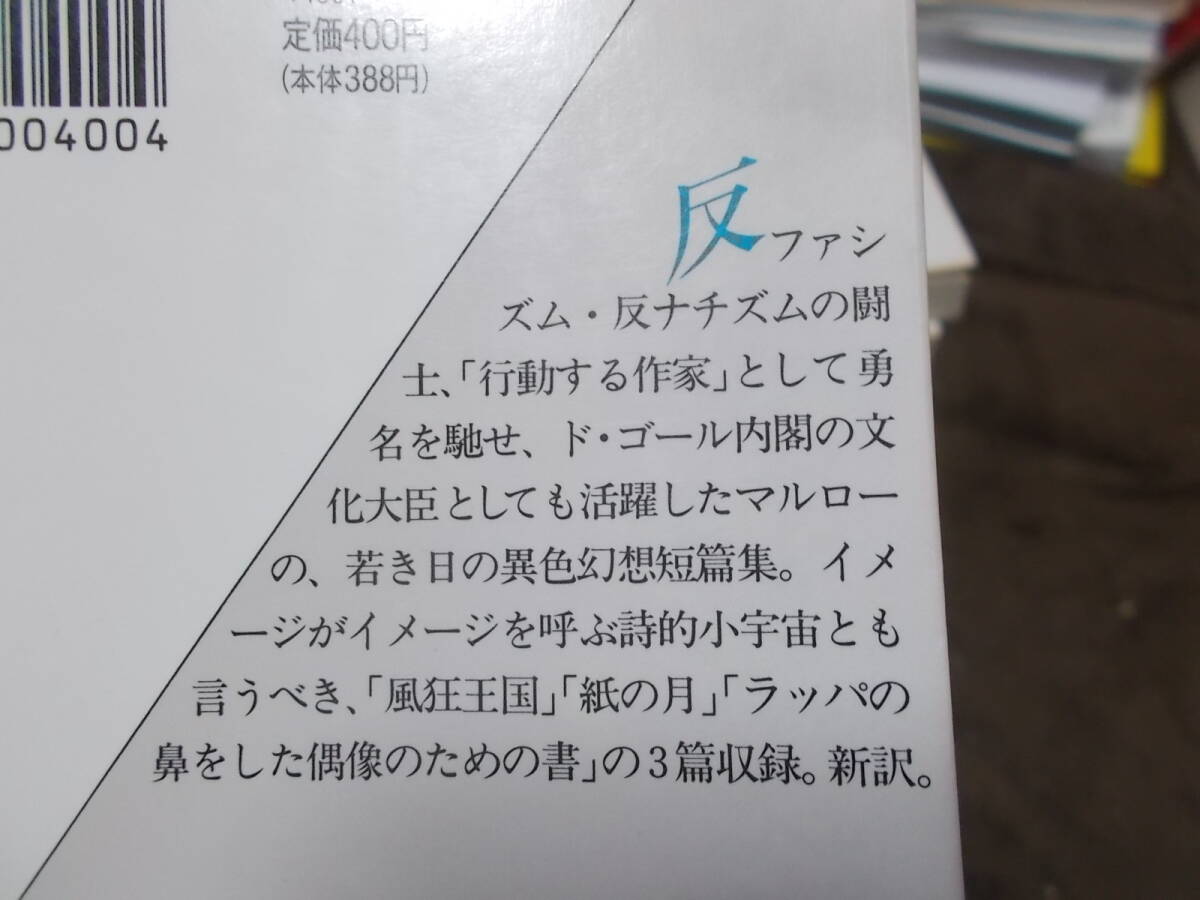 定価400円
(本体388円)
004004
反ファシ
ズム・反ナチズムの闘
士、「行動する作家」として勇
名を馳せ、ド・ゴール内閣の文
化大臣としても活躍したマルロー
の、若き日の異色幻想短篇集。イメ
ージがイメージを呼ぶ詩的小宇宙とも
言うべき、「風狂王国」「紙の月」「ラッパの
鼻をした偶像のための書」の3篇収録。新訳。